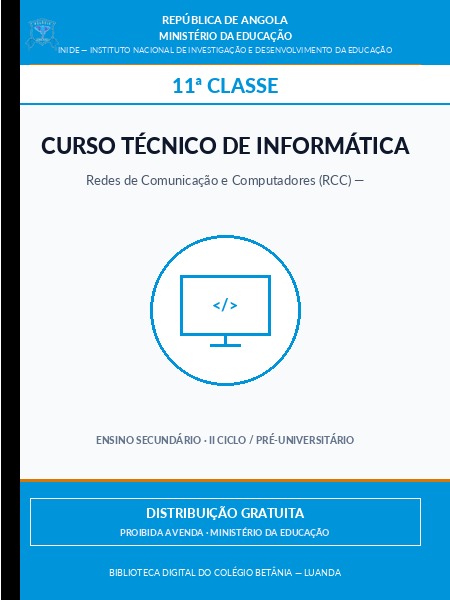 REPÚBLICA DE ANGOLA
MINISTÉRIO DA EDUCAÇÃO
INIDE — INSTITUTO NACIONAL DE INVESTIGAÇÃO E DESENVOLVIMENTO DA EDUCAÇÃO
11ª CLASSE
CURSO TÉCNICO DE INFORMÁTICA
Redes de Comunicação e Computadores (RCC) —
</>
ENSINO SECUNDÁRIO · II CICLO / PRÉ-UNIVERSITÁRIO
DISTRIBUIÇÃO GRATUITA
PROIBIDA A VENDA · MINISTÉRIO DA EDUCAÇÃO
BIBLIOTECA DIGITAL DO COLÉGIO BETÂNIA — LUANDA